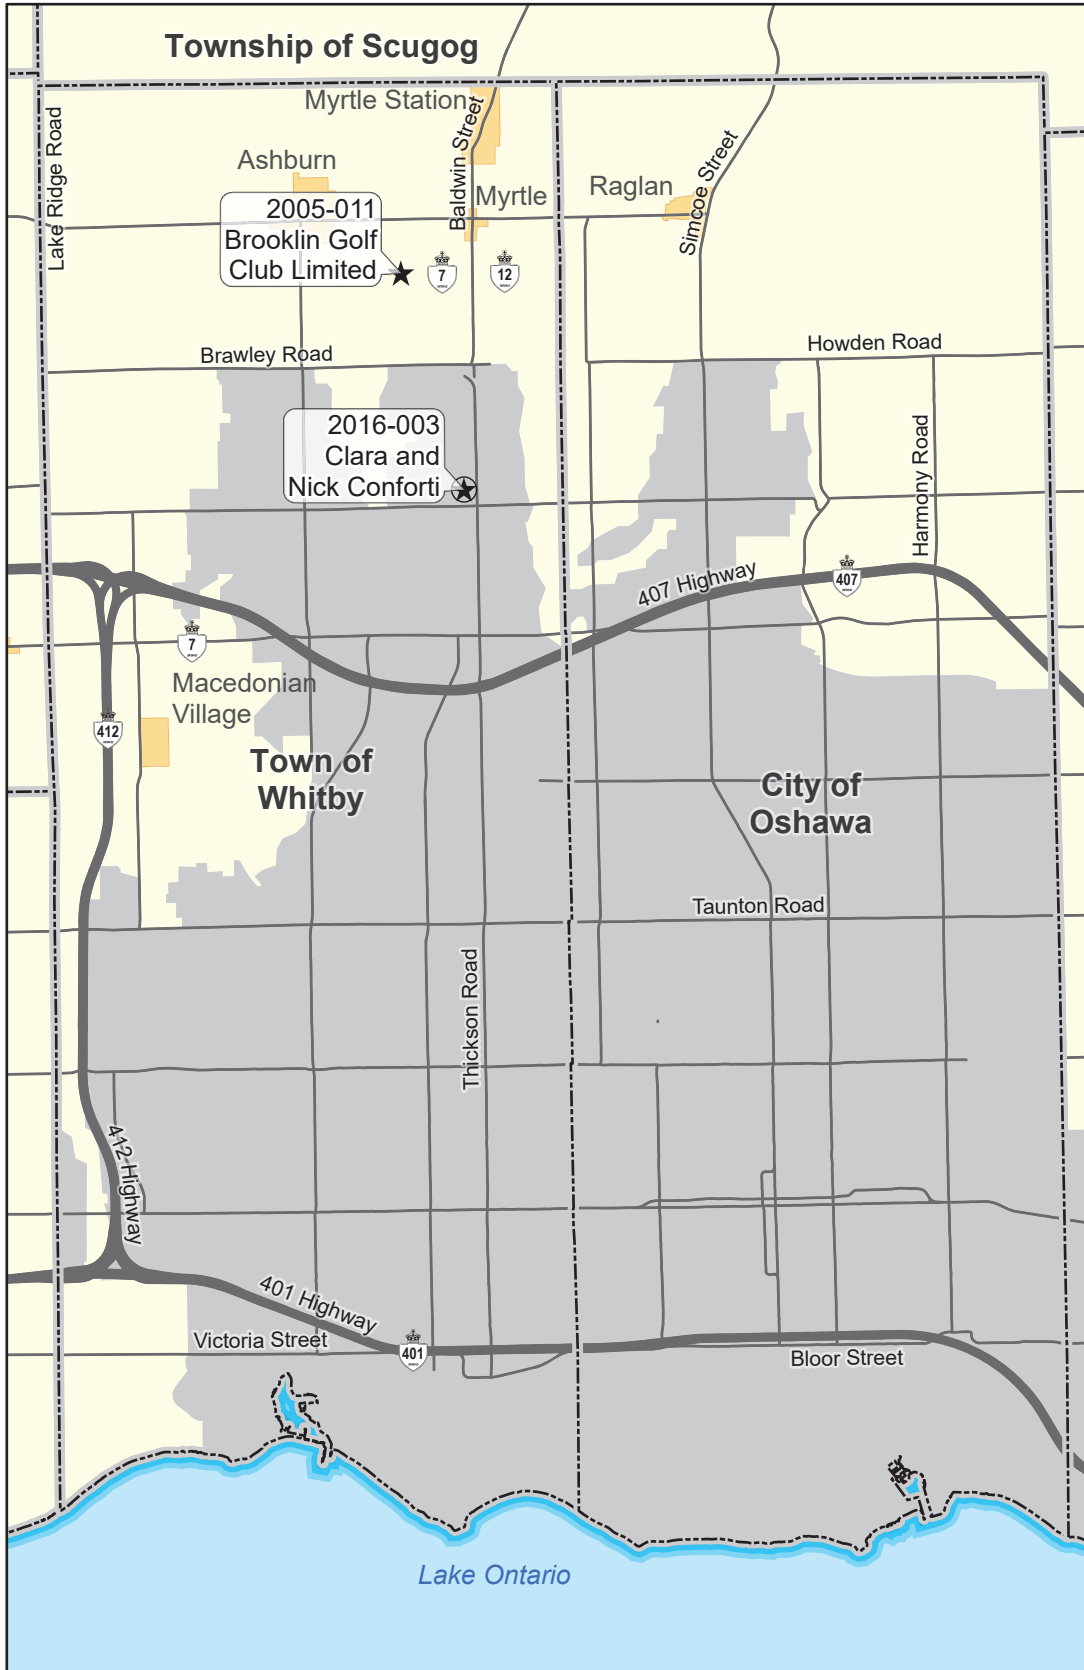 Township of Scugog
Myrtle Station
Lake Ridge Road
Ashburn
Baldwin Street
Myrtle
Raglan
Simcoe Street
2005-011
Brooklin Golf
Club Limited
7
12
Brawley Road
Howden Road
2016-003
Clara and
Nick Conforti
Harmony Road
407 Highway
407
7
Macedonian
Village
412
Town of
Whitby
City of
Oshawa
Taunton Road
Thickson Road
412 Highway
401 Highway
Victoria Street
401
Bloor Street
Lake Ontario